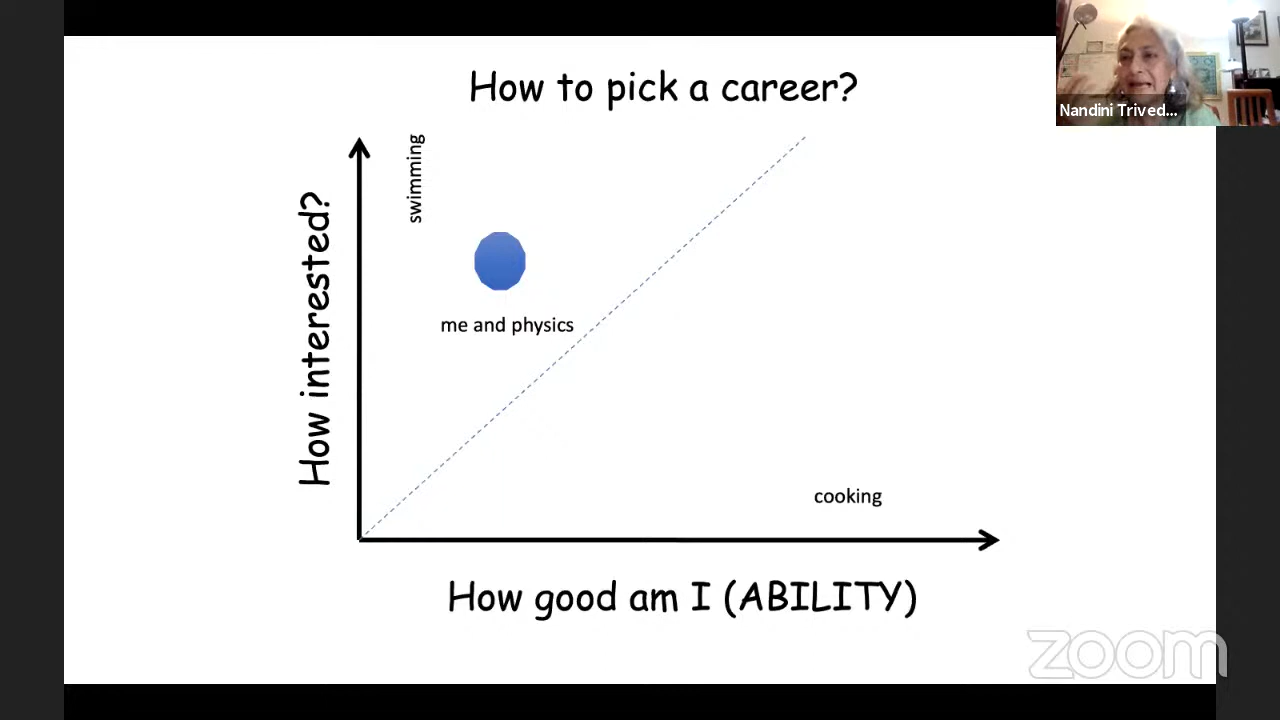 How to pick a career?
Nandini Trived...
swimming
How interested?
me and physics
cooking
How good am I (ABILITY)
zoom